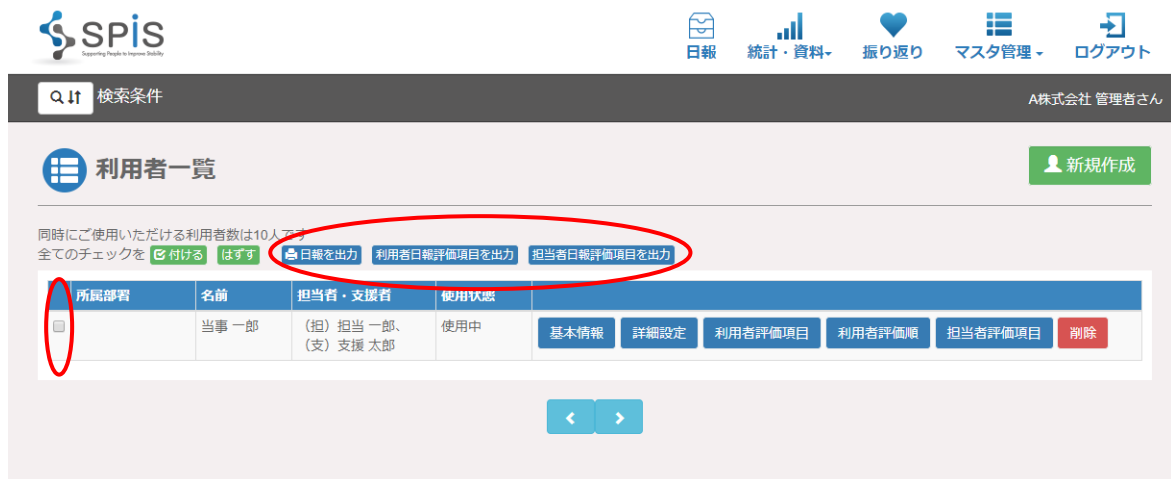 SPIS
Supporting People to Improve Stability
日報 統計・資料 振り返り マスタ管理 ログアウト
検索条件
A株式会社 管理者さん
利用者一覧
新規作成
同時にご使用いただける利用者数は10人です
全てのチェックを 付ける はずす 日報を出力 利用者日報評価項目を出力 担当者日報評価項目を出力
所属部署 名前 担当者・支援者 使用状態
当事 一郎 （担）担当 一郎、 使用中 基本情報 詳細設定 利用者評価項目 利用者評価順 担当者評価項目 削除
（支）支援 太郎